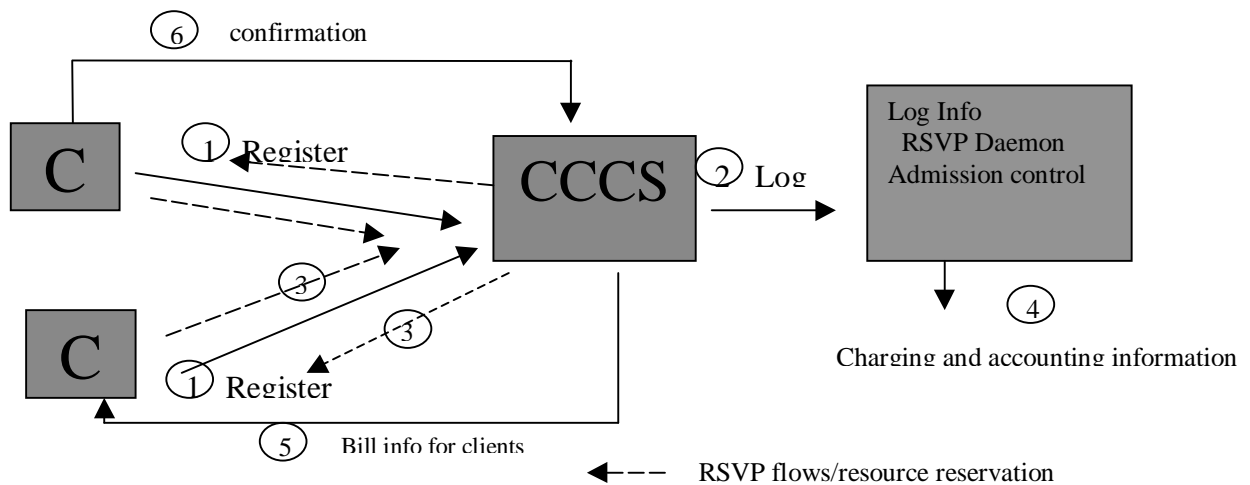 6 confirmation
C
1 Register
CCCS
2 Log
Log Info
RSVP Daemon
Admission control
3
C
3
4
Charging and accounting information
1 Register
5 Bill info for clients
RSVP flows/resource reservation